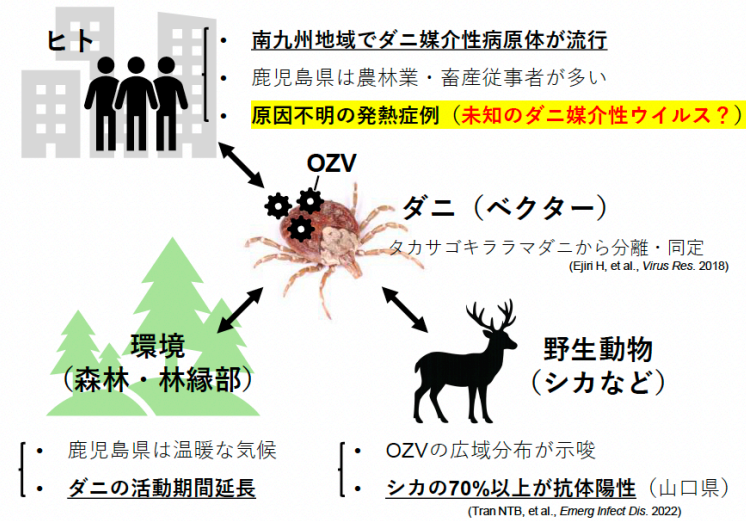 ヒト
• 南九州地域でダニ媒介性病原体が流行
• 鹿児島県は農林業・畜産従事者が多い
• 原因不明の発熱症例（未知のダニ媒介性ウイルス？）
OZV
ダニ（ベクター）
タカサゴキララマダニから分離・同定
(Ejiri H, et al., Virus Res. 2018)
環境
（森林・林縁部）
• 鹿児島県は温暖な気候
• ダニの活動期間延長
野生動物
（シカなど）
• OZVの広域分布が示唆
• シカの70%以上が抗体陽性（山口県）
(Tran NTB, et al., Emerg Infect Dis. 2022)